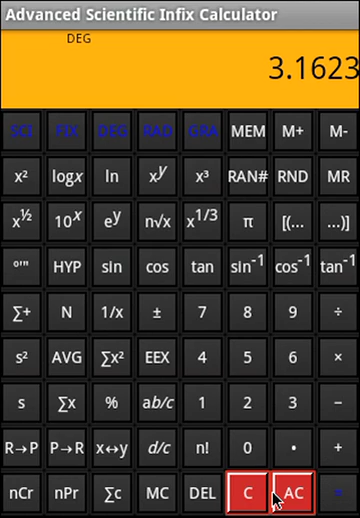 Advanced Scientific Infix Calculator
DEG
3.1623
SCI FIX DEG RAD GRA MEM M+ M-
x² logx ln xʸ x³ RAN# RND MR
x½ 10ˣ eʸ n√x x^1/3 π [(... ...)]
°'" HYP sin cos tan sin⁻¹ cos⁻¹ tan⁻¹
∑+ N 1/x ± 7 8 9 ÷
s² AVG ∑x² EEX 4 5 6 ×
s ∑x % ab/c 1 2 3 −
R→P P→R x↔y d/c n! 0 • +
nCr nPr ∑c MC DEL C AC =